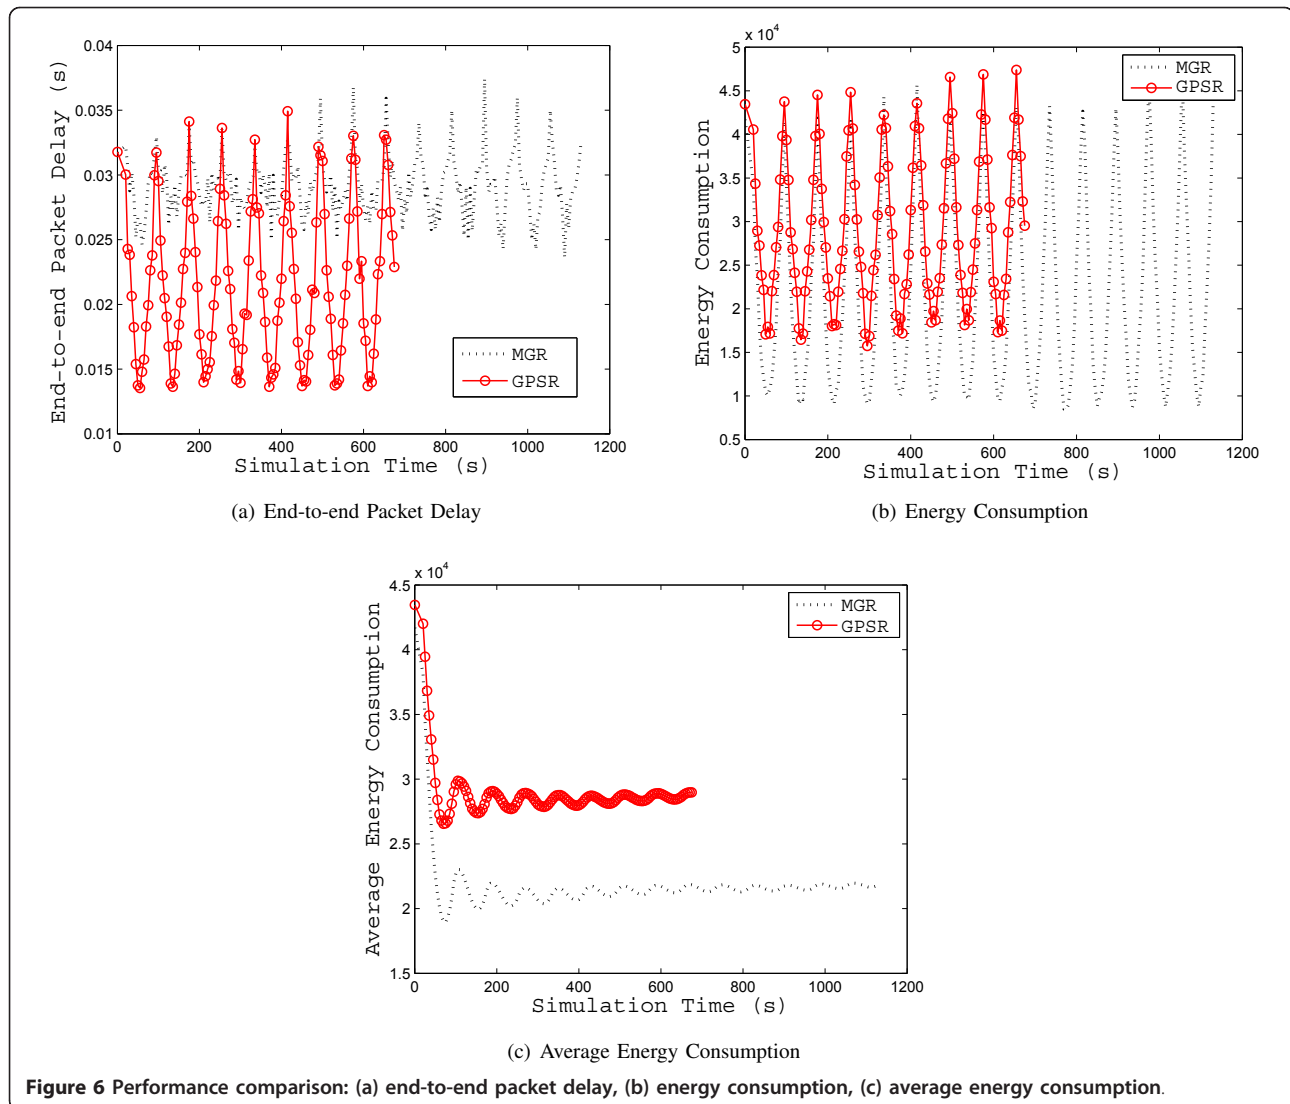 0.04
0.035
0.03
0.025
0.02
0.015
0.01
End-to-end Packet Delay (s)
MGR
GPSR
0 200 400 600 800 1000 1200
Simulation Time (s)
(a) End-to-end Packet Delay
x 10⁴
5
4.5
4
3.5
3
2.5
2
1.5
1
0.5
Energy Consumption
MGR
GPSR
0 200 400 600 800 1000 1200
Simulation Time (s)
(b) Energy Consumption
x 10⁴
4.5
4
3.5
3
2.5
2
1.5
Average Energy Consumption
MGR
GPSR
0 200 400 600 800 1000 1200
Simulation Time (s)
(c) Average Energy Consumption
Figure 6 Performance comparison: (a) end-to-end packet delay, (b) energy consumption, (c) average energy consumption.